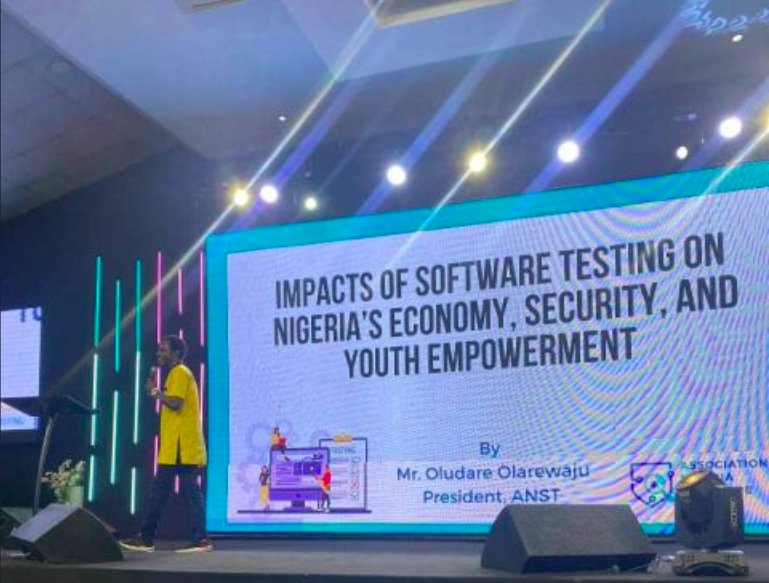 IMPACTS OF SOFTWARE TESTING ON
NIGERIA'S ECONOMY, SECURITY, AND
YOUTH EMPOWERMENT
By
Mr. Oludare Olarewaju
President, ANST
ASSOCIATION